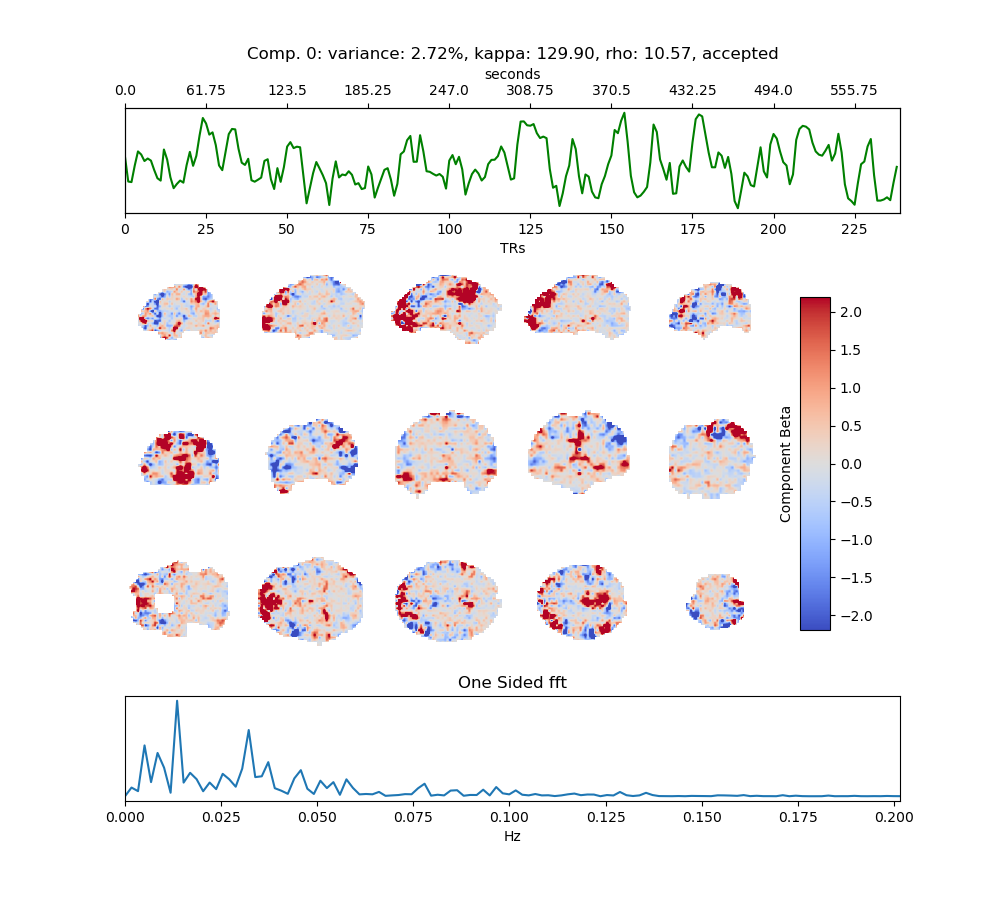 Comp. 0: variance: 2.72%, kappa: 129.90, rho: 10.57, accepted
seconds
0.0 61.75 123.5 185.25 247.0 308.75 370.5 432.25 494.0 555.75
0 25 50 75 100 125 150 175 200 225
TRs
2.0
1.5
1.0
0.5
0.0
−0.5
−1.0
−1.5
−2.0
Component Beta
One Sided fft
0.000 0.025 0.050 0.075 0.100 0.125 0.150 0.175 0.200
Hz